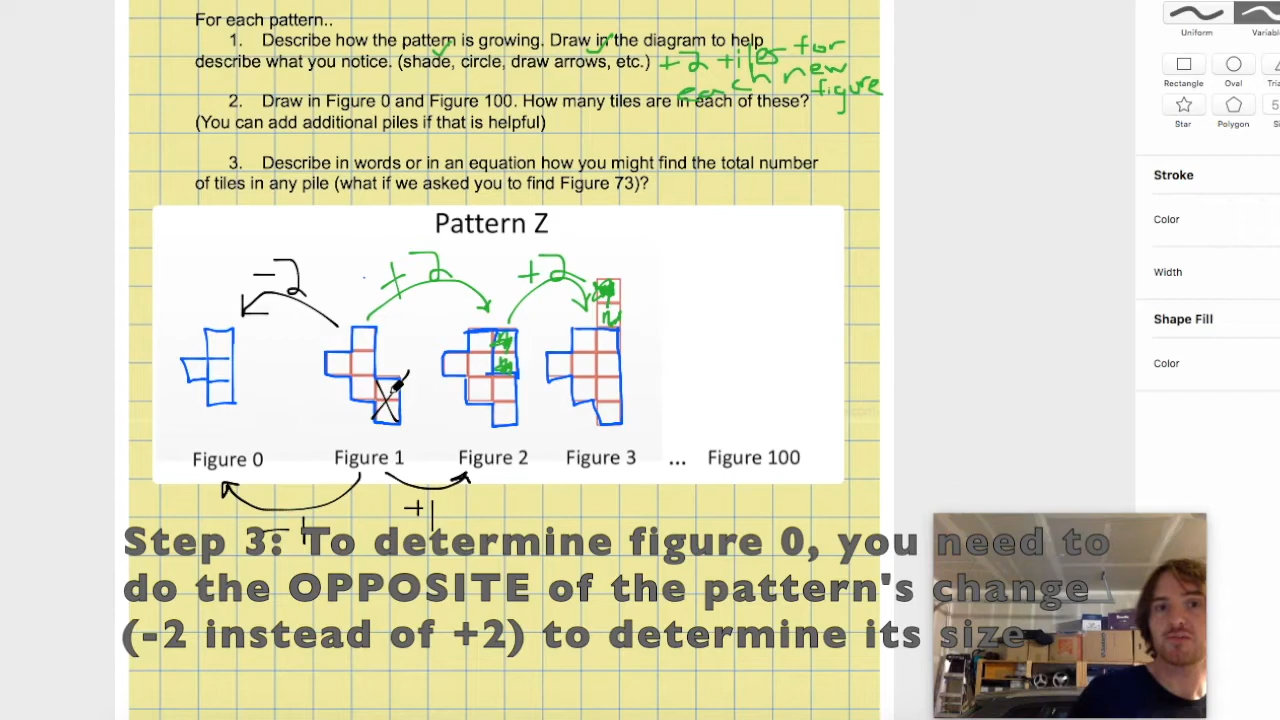 For each pattern..
1. Describe how the pattern is growing. Draw in the diagram to help
describe what you notice. (shade, circle, draw arrows, etc.)
+2 tiles for
each new
figure
2. Draw in Figure 0 and Figure 100. How many tiles are in each of these?
(You can add additional piles if that is helpful)
3. Describe in words or in an equation how you might find the total number
of tiles in any pile (what if we asked you to find Figure 73)?
Pattern Z
-2
+2
+2
Figure 0
Figure 1
Figure 2
Figure 3
...
Figure 100
-1
+1
Step 3: To determine figure 0, you need to
do the OPPOSITE of the pattern's change
(-2 instead of +2) to determine its size
Uniform
Rectangle
Oval
Star
Polygon
Stroke
Color
Width
Shape Fill
Color